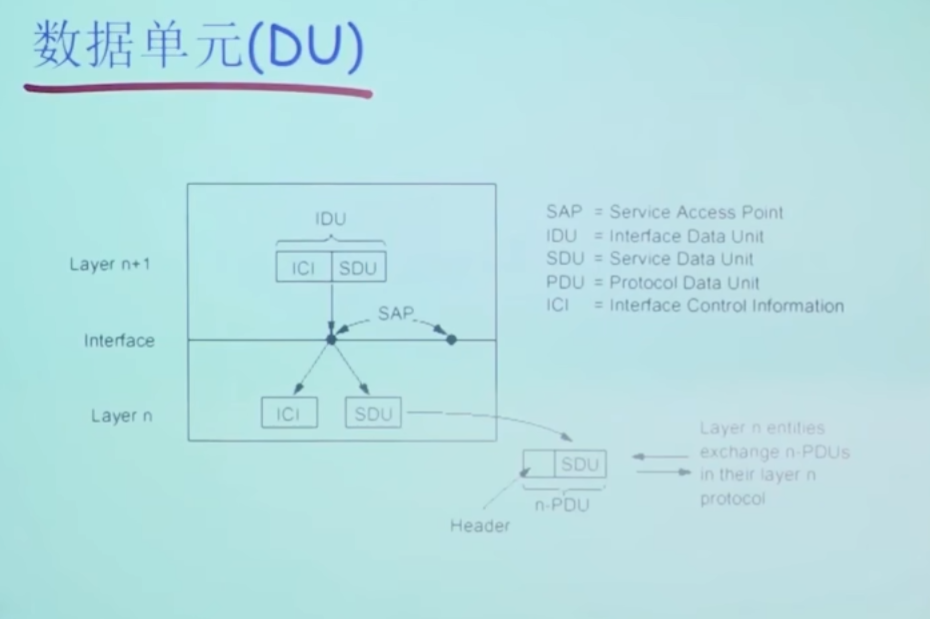 数据单元(DU)
IDU
Layer n+1
ICI
SDU
SAP
Interface
Layer n
ICI
SDU
SAP = Service Access Point
IDU = Interface Data Unit
SDU = Service Data Unit
PDU = Protocol Data Unit
ICI = Interface Control Information
SDU
n-PDU
Header
Layer n entities
exchange n-PDUs
in their layer n
protocol